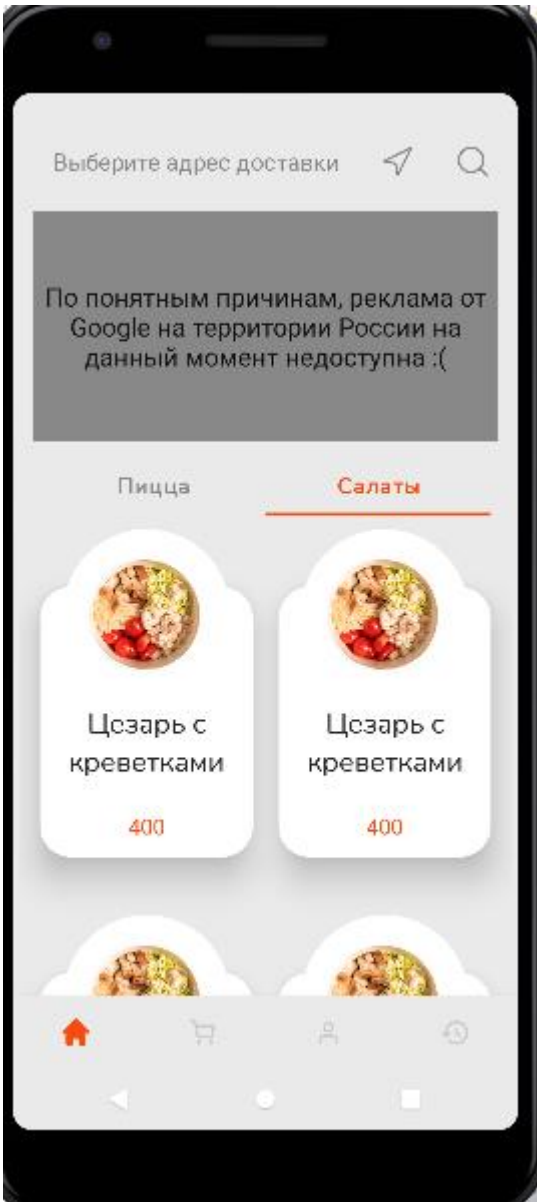 Выберите адрес доставки
По понятным причинам, реклама от
Google на территории России на
данный момент недоступна :(
Пицца
Салаты
Цезарь с
креветками
400
Цезарь с
креветками
400